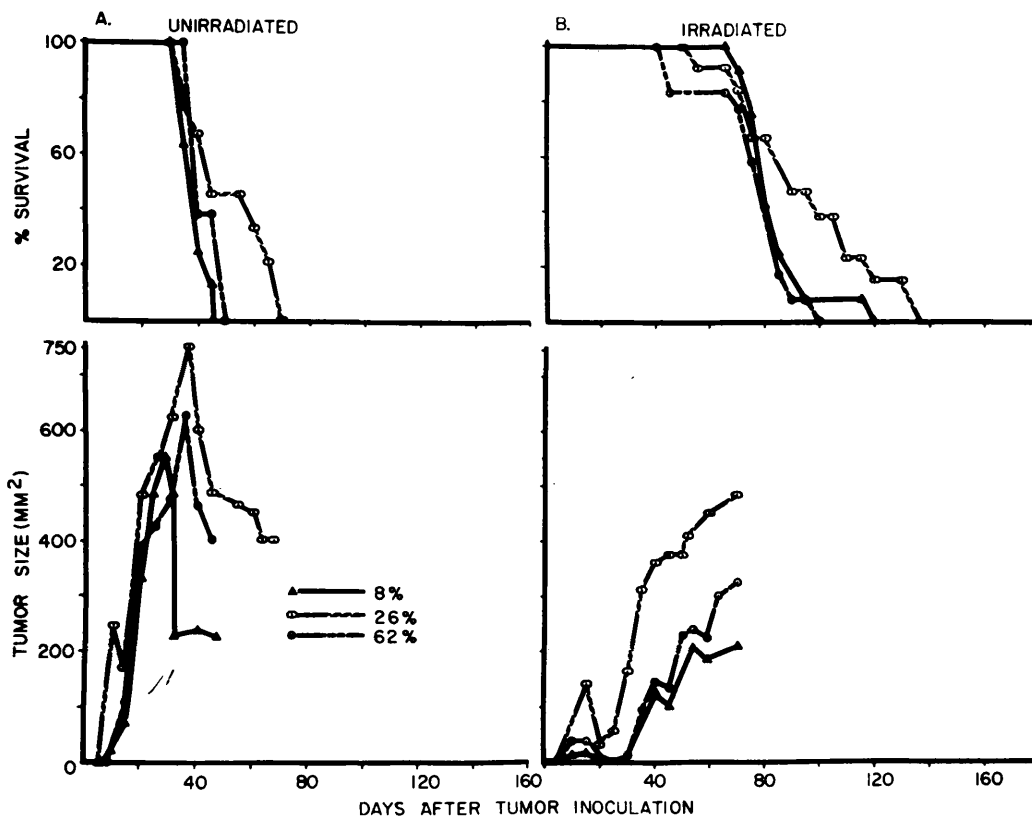 A.
UNIRRADIATED
B.
IRRADIATED
100
60
20
% SURVIVAL
750
600
400
200
0
TUMOR SIZE (MM²)
8%
26%
62%
40 80 120 160
40 80 120 160
DAYS AFTER TUMOR INOCULATION